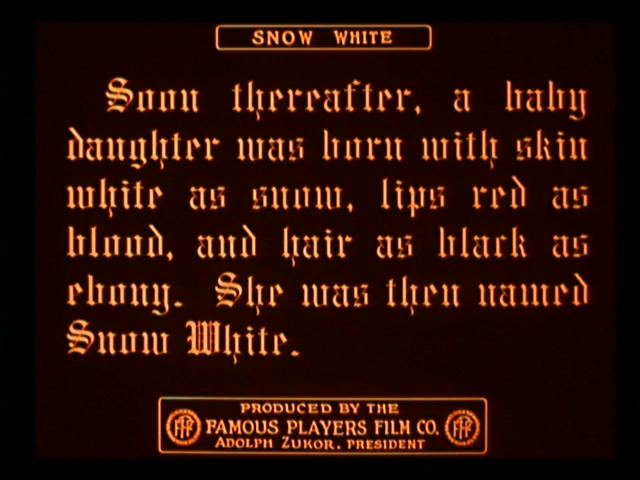 SNOW WHITE
Soon thereafter, a baby
daughter was born with skin
white as snow, lips red as
blood, and hair as black as
ebony. She was then named
Snow White.
PRODUCED BY THE
FAMOUS PLAYERS FILM CO.
ADOLPH ZUKOR, PRESIDENT